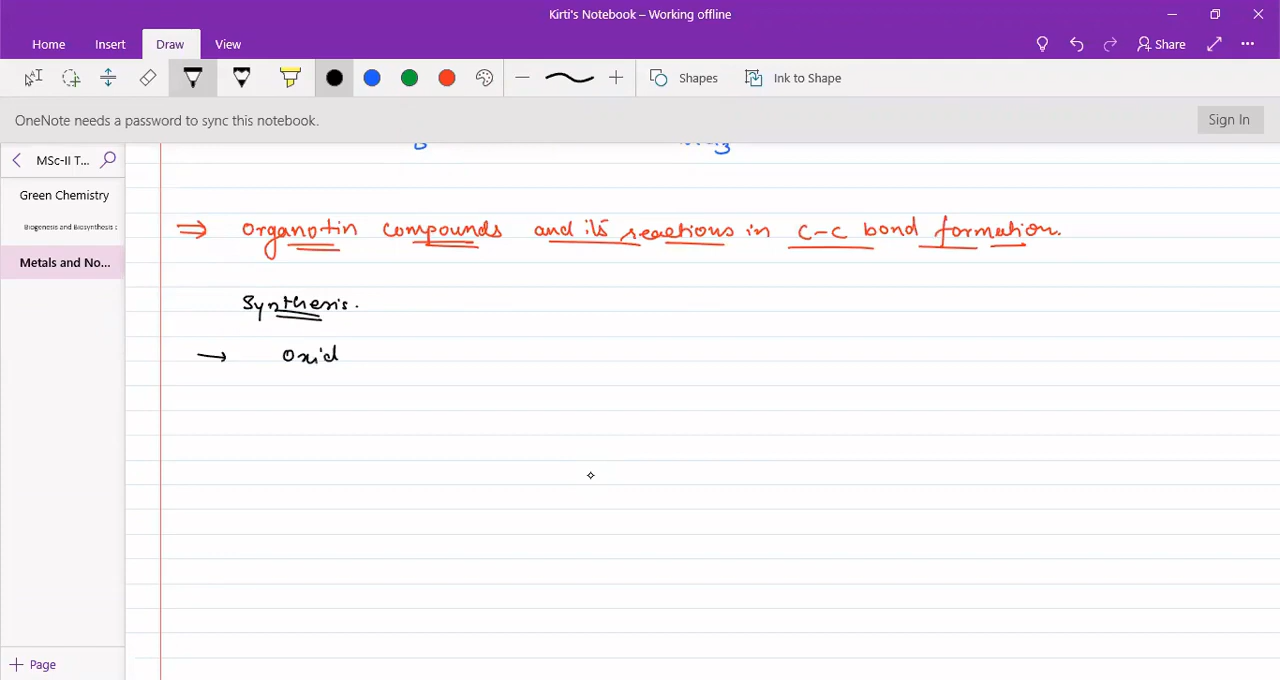 Kirti's Notebook – Working offline
Home Insert Draw View
Share
Shapes Ink to Shape
OneNote needs a password to sync this notebook.
Sign In
MSc-II T...
Green Chemistry
Biogenesis and Biosynthesis :
Metals and No...
⇒ Organotin compounds and its reactions in C-C bond formation.
Synthesis.
→ Oxid
+ Page